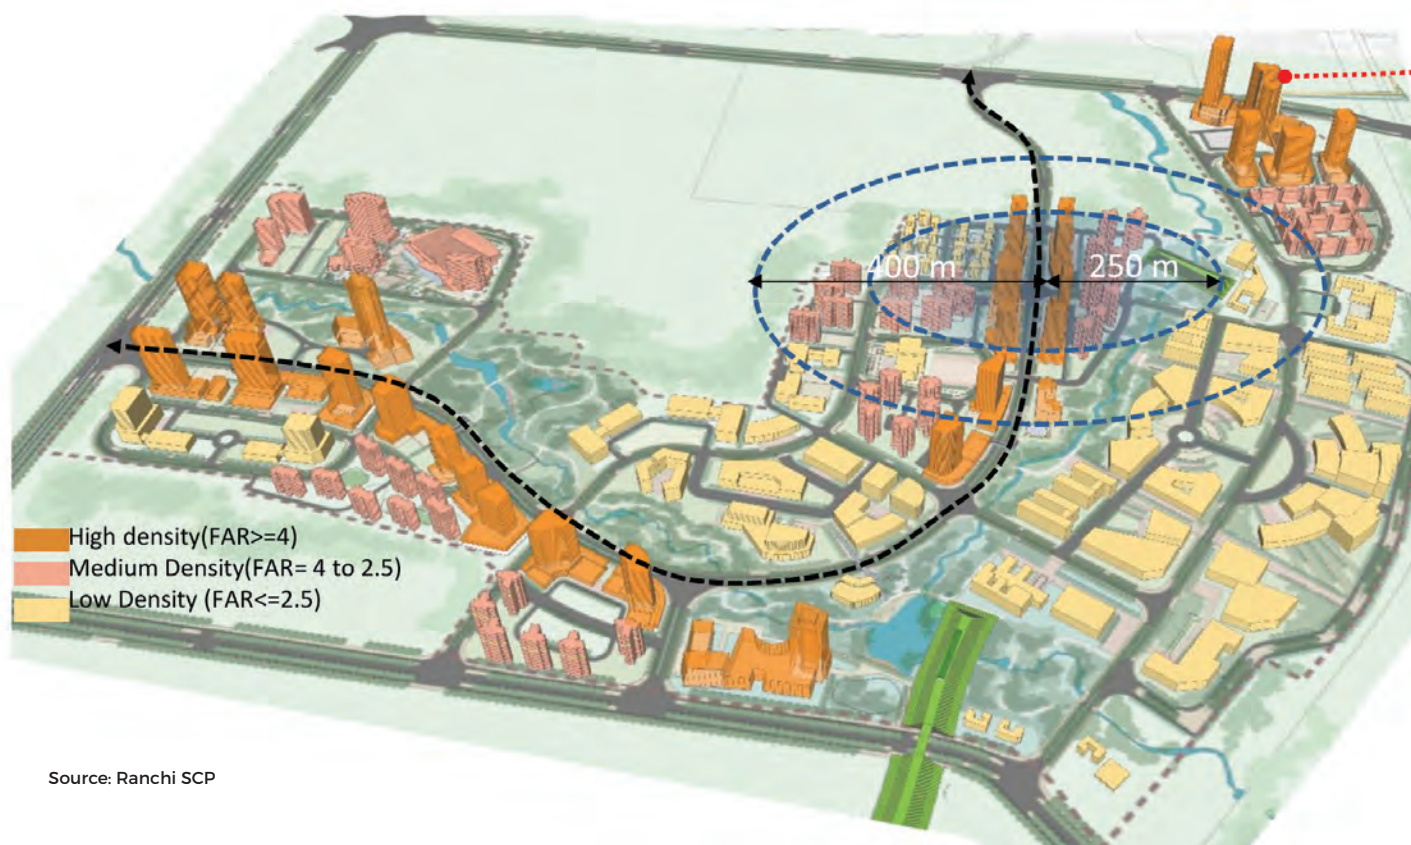 400 m
250 m
High density(FAR>=4)
Medium Density(FAR= 4 to 2.5)
Low Density (FAR<=2.5)
Source: Ranchi SCP